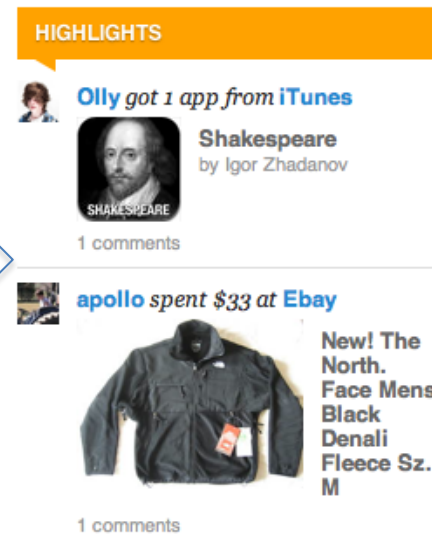 HIGHLIGHTS
Olly got 1 app from iTunes
Shakespeare
by Igor Zhadanov
SHAKESPEARE
1 comments
apollo spent $33 at Ebay
New! The
North.
Face Mens
Black
Denali
Fleece Sz.
M
1 comments